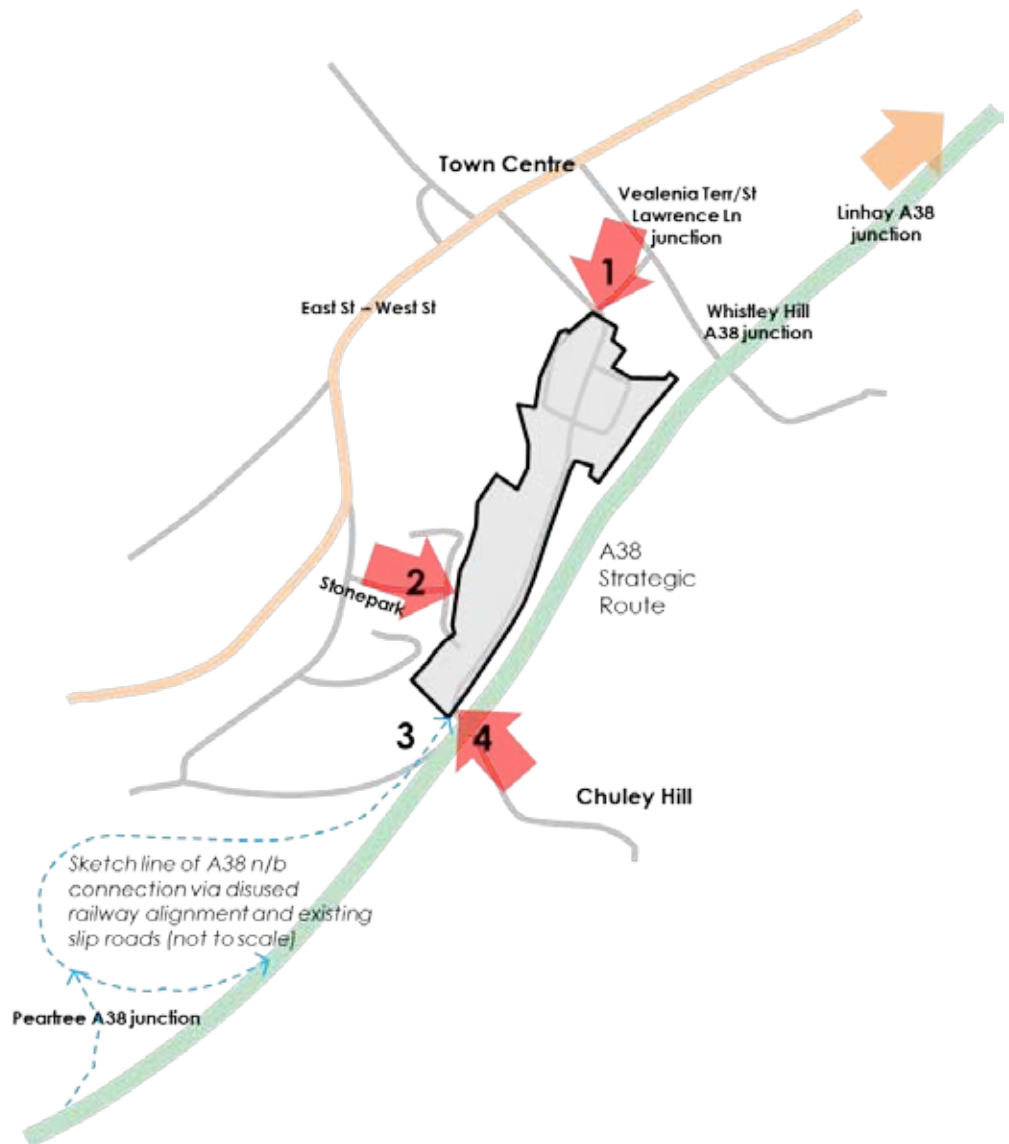 Town Centre
Vealenia Terr/St
Lawrence Ln
junction
Linhay A38
junction
1
East St – West St
Whistley Hill
A38 junction
A38
Strategic
Route
2
Stonepark
3
4
Chuley Hill
Sketch line of A38 n/b
connection via disused
railway alignment and existing
slip roads (not to scale)
Peartree A38 junction